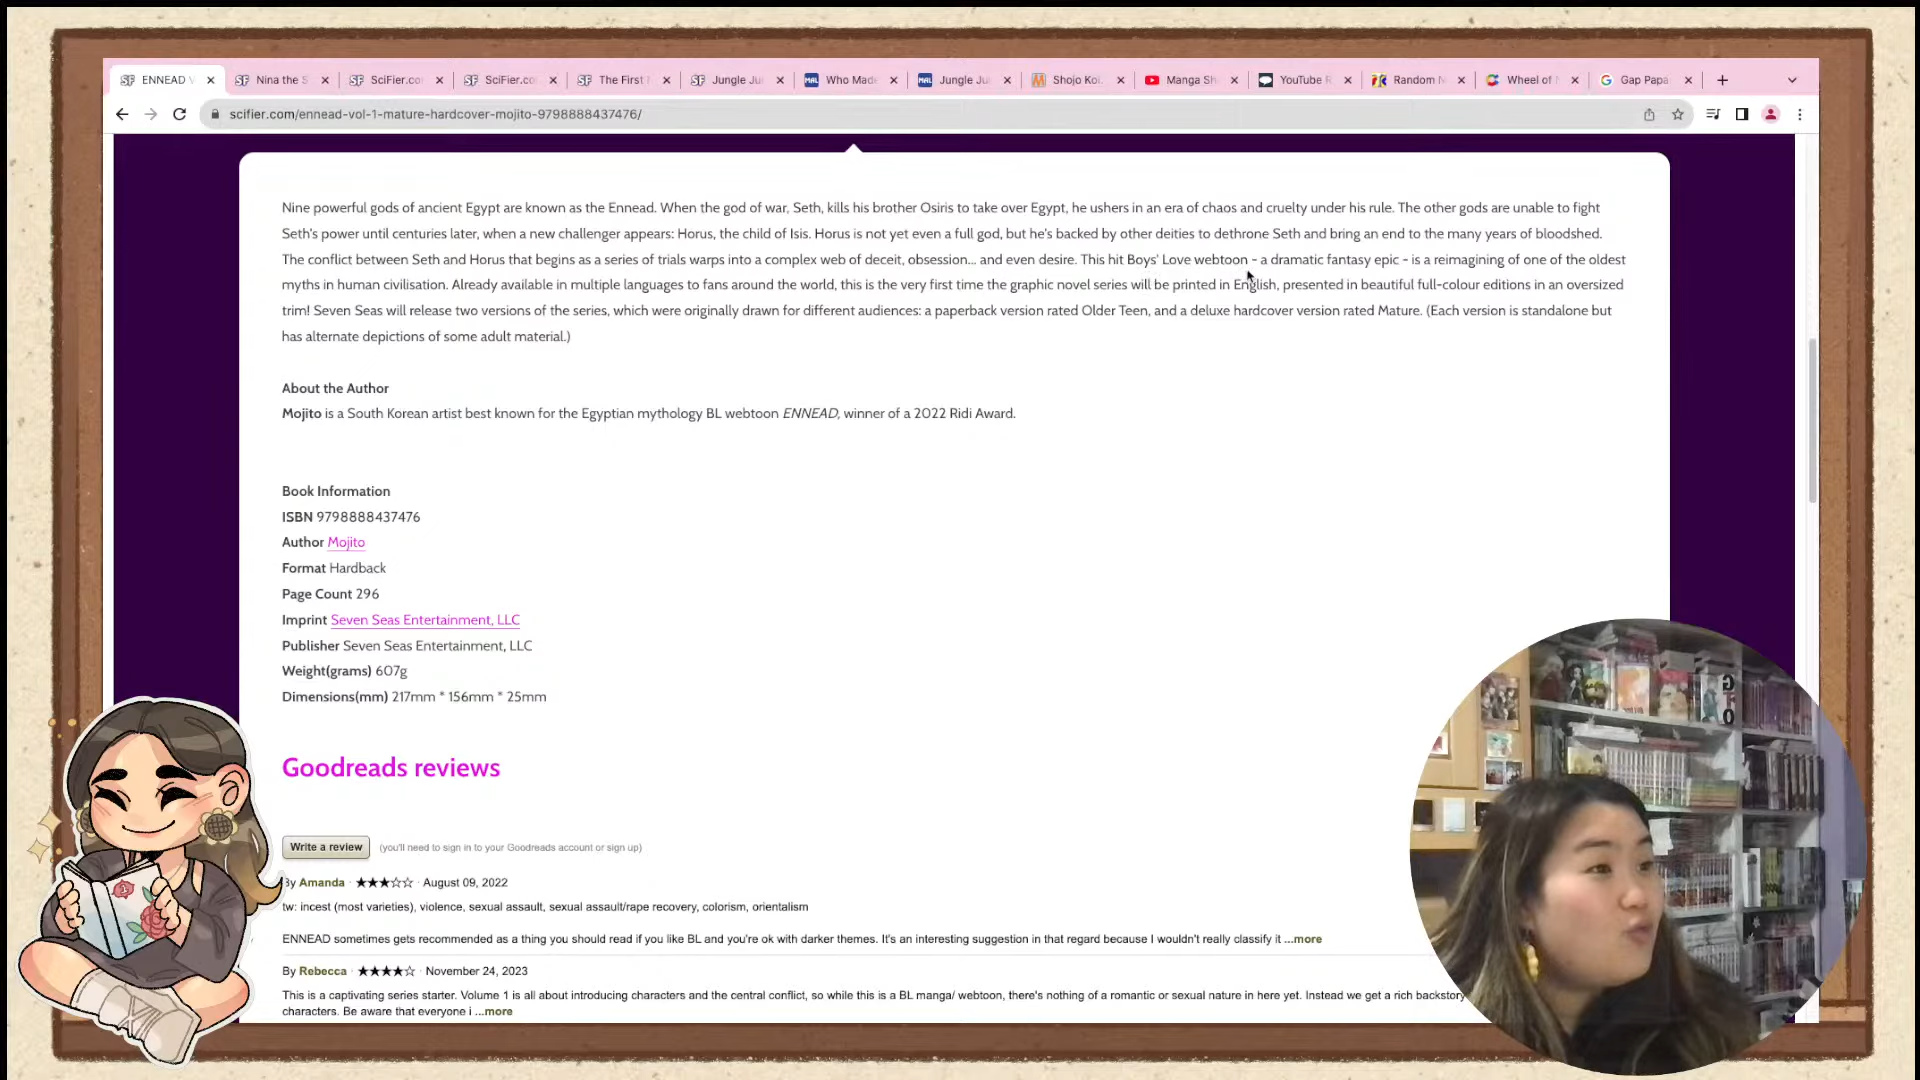 ENNEAD V
Nina the S
SciFier.co
SciFier.co
The First
Jungle Ju
Who Mad
Jungle Ju
Shojo Koi.
Manga Sh
YouTube R
Random N
Wheel of
Gap Papa
scifier.com/ennead-vol-1-mature-hardcover-mojito-9798888437476/
Nine powerful gods of ancient Egypt are known as the Ennead. When the god of war, Seth, kills his brother Osiris to take over Egypt, he ushers in an era of chaos and cruelty under his rule. The other gods are unable to fight
Seth's power until centuries later, when a new challenger appears: Horus, the child of Isis. Horus is not yet even a full god, but he's backed by other deities to dethrone Seth and bring an end to the many years of bloodshed.
The conflict between Seth and Horus that begins as a series of trials warps into a complex web of deceit, obsession... and even desire. This hit Boys' Love webtoon - a dramatic fantasy epic - is a reimagining of one of the oldest
myths in human civilisation. Already available in multiple languages to fans around the world, this is the very first time the graphic novel series will be printed in English, presented in beautiful full-colour editions in an oversized
trim! Seven Seas will release two versions of the series, which were originally drawn for different audiences: a paperback version rated Older Teen, and a deluxe hardcover version rated Mature. (Each version is standalone but
has alternate depictions of some adult material.)
About the Author
Mojito is a South Korean artist best known for the Egyptian mythology BL webtoon ENNEAD, winner of a 2022 Ridi Award.
Book Information
ISBN 9798888437476
Author Mojito
Format Hardback
Page Count 296
Imprint Seven Seas Entertainment, LLC
Publisher Seven Seas Entertainment, LLC
Weight(grams) 607g
Dimensions(mm) 217mm * 156mm * 25mm
Goodreads reviews
Write a review (you'll need to sign in to your Goodreads account or sign up)
By Amanda · ★★★☆☆ · August 09, 2022
tw: incest (most varieties), violence, sexual assault, sexual assault/rape recovery, colorism, orientalism
ENNEAD sometimes gets recommended as a thing you should read if you like BL and you're ok with darker themes. It's an interesting suggestion in that regard because I wouldn't really classify it ...more
By Rebecca · ★★★★☆ · November 24, 2023
This is a captivating series starter. Volume 1 is all about introducing characters and the central conflict, so while this is a BL manga/ webtoon, there's nothing of a romantic or sexual nature in here yet. Instead we get a rich backstory
characters. Be aware that everyone i ...more